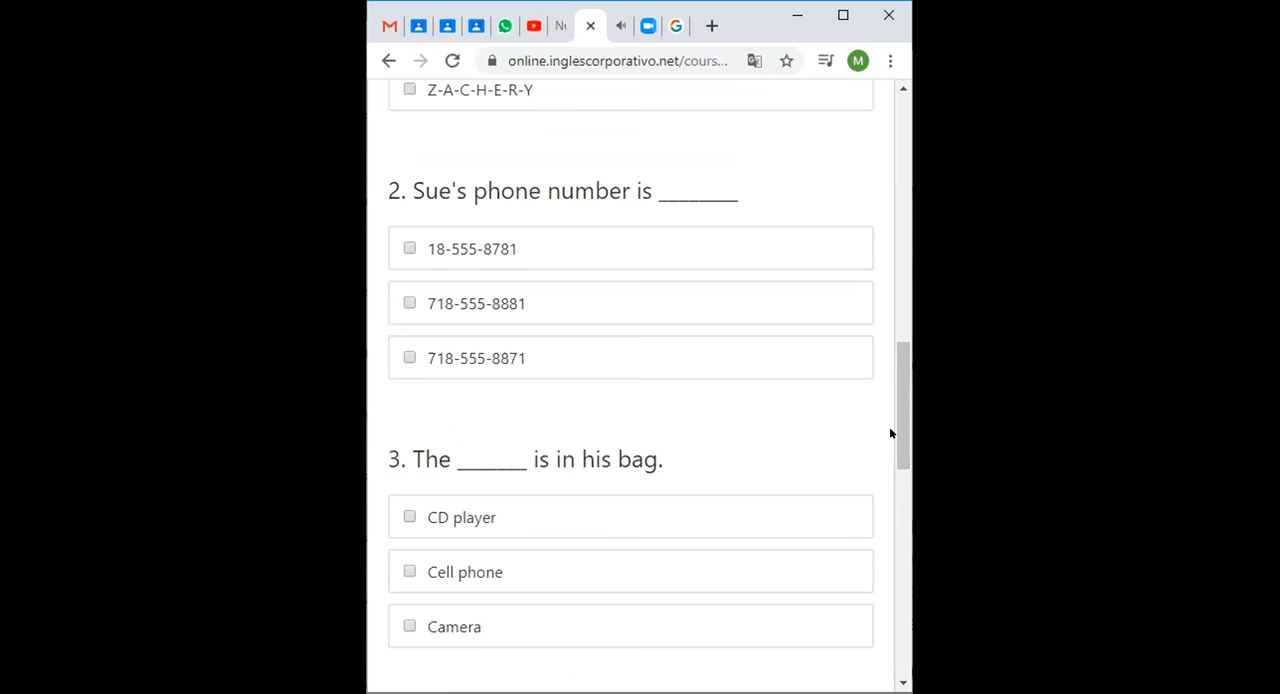 online.inglescorporativo.net/cours...
M
Z-A-C-H-E-R-Y
2. Sue's phone number is ________
18-555-8781
718-555-8881
718-555-8871
3. The _______ is in his bag.
CD player
Cell phone
Camera